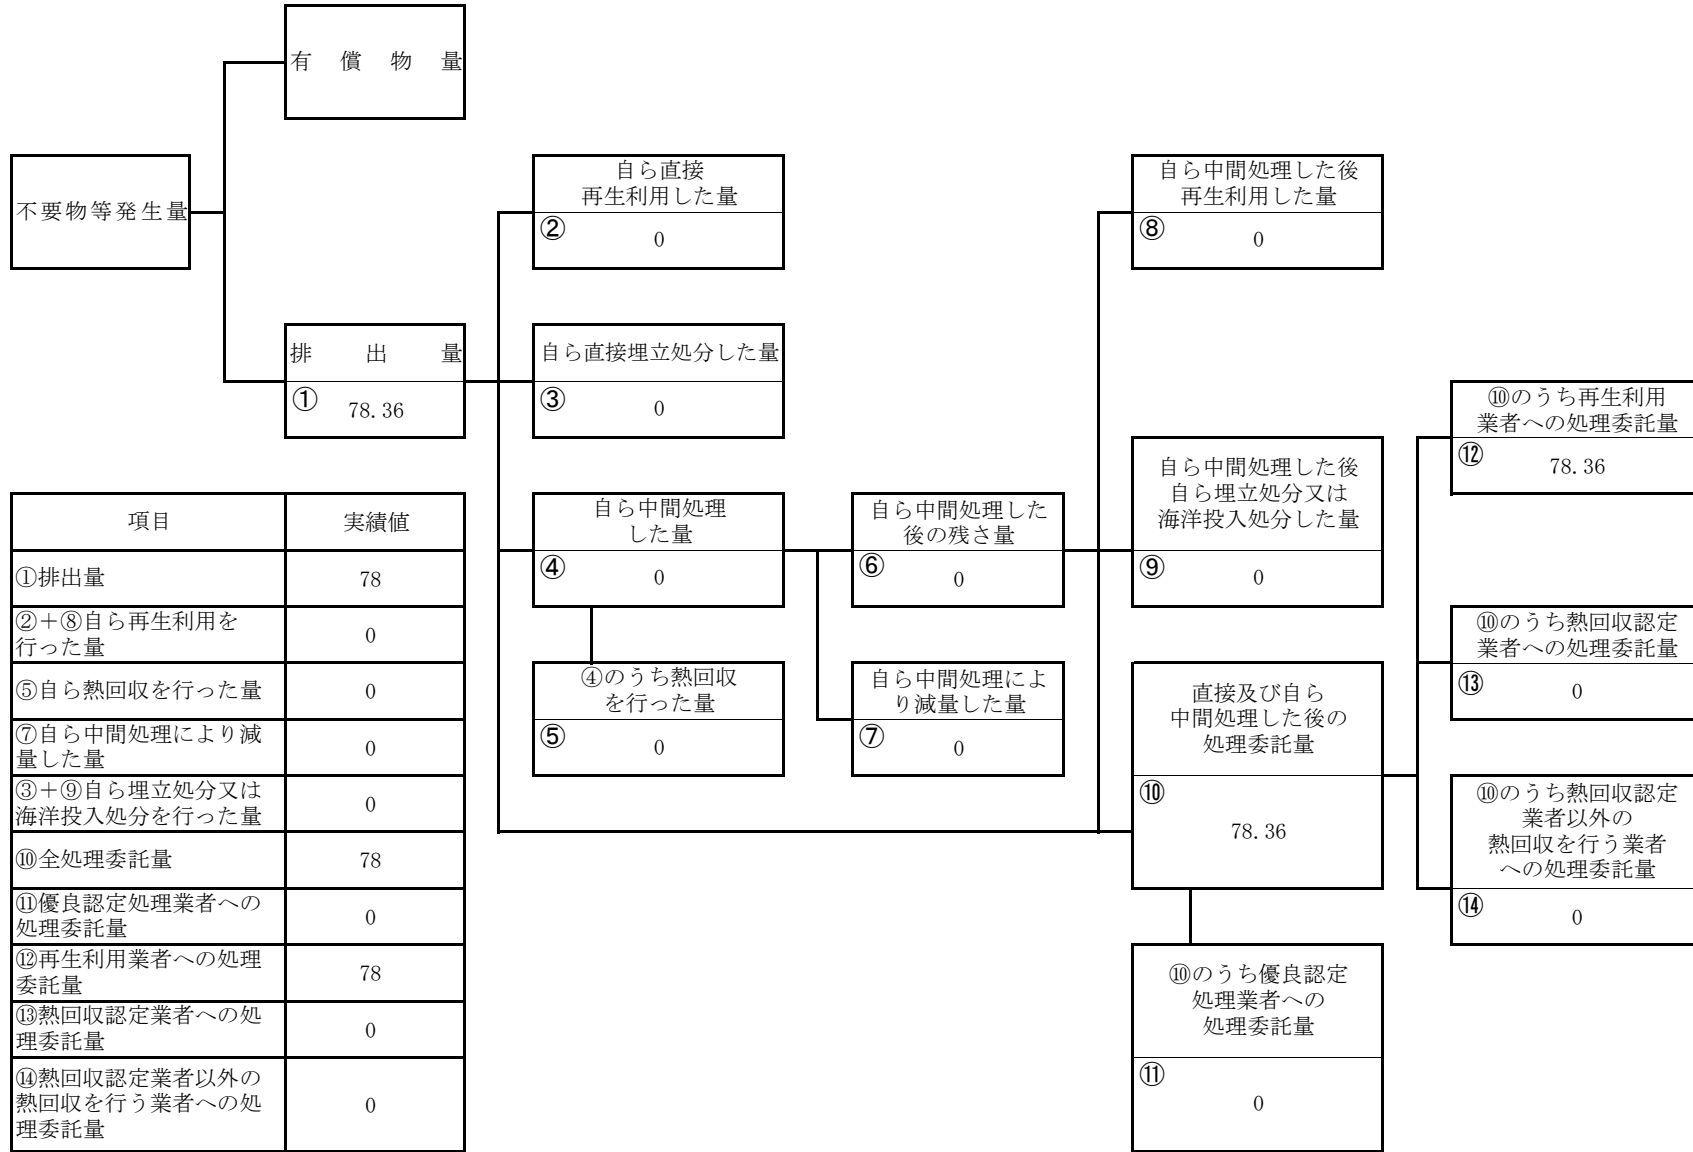 有償物量
不要物等発生量
排出量
① 78.36
自ら直接
再生利用した量
② 0
自ら直接埋立処分した量
③ 0
自ら中間処理
した量
④ 0
④のうち熱回収
を行った量
⑤ 0
自ら中間処理した
後の残さ量
⑥ 0
自ら中間処理によ
り減量した量
⑦ 0
自ら中間処理した後
再生利用した量
⑧ 0
自ら中間処理した後
自ら埋立処分又は
海洋投入処分した量
⑨ 0
直接及び自ら
中間処理した後の
処理委託量
⑩
78.36
⑩のうち優良認定
処理業者への
処理委託量
⑪
0
⑩のうち再生利用
業者への処理委託量
⑫ 78.36
⑩のうち熱回収認定
業者への処理委託量
⑬ 0
⑩のうち熱回収認定
業者以外の
熱回収を行う業者
への処理委託量
⑭ 0
項目 実績値
①排出量 78
②+⑧自ら再生利用を
行った量 0
⑤自ら熱回収を行った量 0
⑦自ら中間処理により減
量した量 0
③+⑨自ら埋立処分又は
海洋投入処分を行った量 0
⑩全処理委託量 78
⑪優良認定処理業者への
処理委託量 0
⑫再生利用業者への処理
委託量 78
⑬熱回収認定業者への処
理委託量 0
⑭熱回収認定業者以外の
熱回収を行う業者への処 0
理委託量